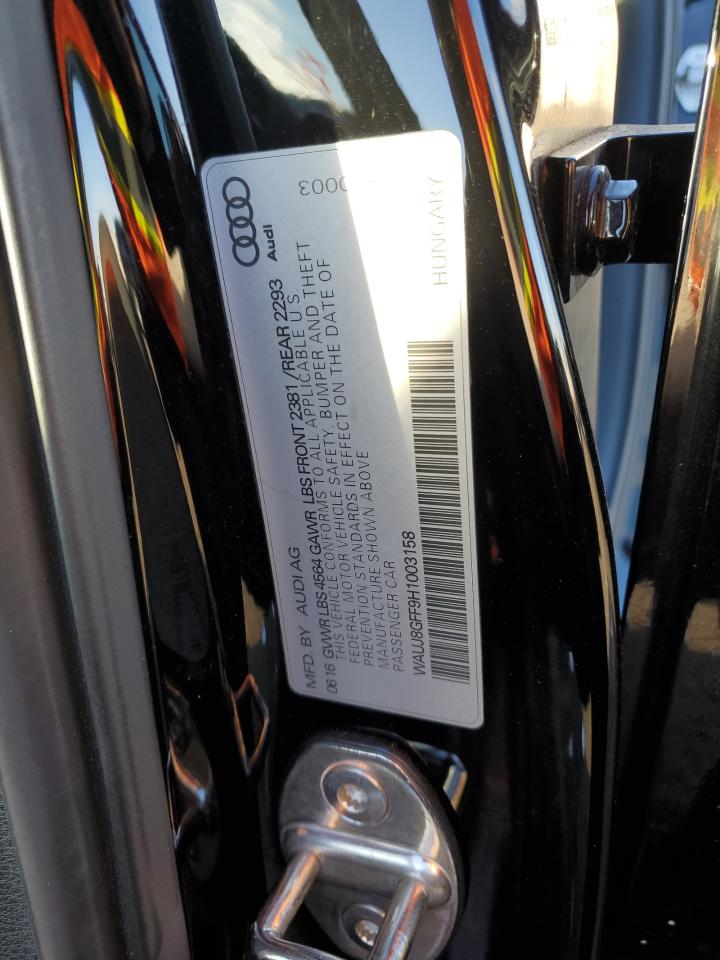 Audi
MFD. BY AUDI AG
0616 GVWR LBS 4564 GAWR LBS FRONT 2381 / REAR 2293
THIS VEHICLE CONFORMS TO ALL APPLICABLE U S.
FEDERAL MOTOR VEHICLE SAFETY, BUMPER AND THEFT
PREVENTION STANDARDS IN EFFECT ON THE DATE OF
MANUFACTURE SHOWN ABOVE
PASSENGER CAR
WAUJ8GFF9H1003158
HUNGARY